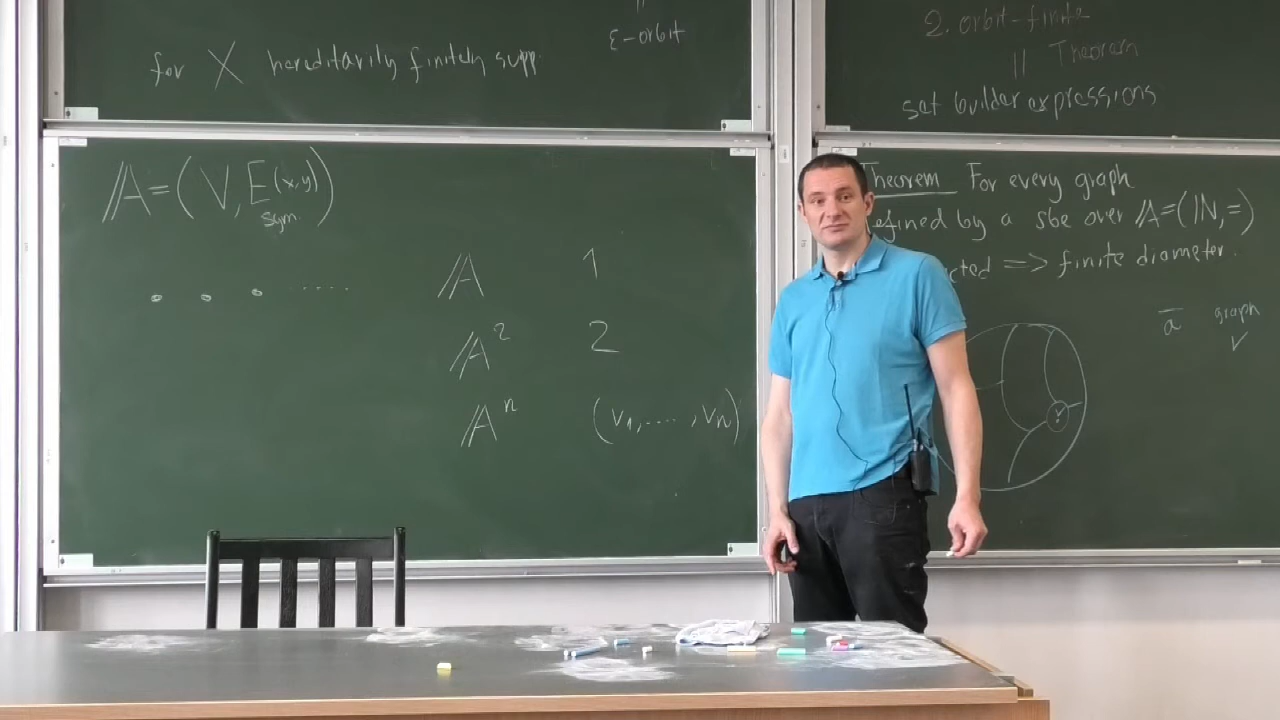 for X hereditarily finitely supp.
||
ε-orbit
2. orbit-finite
|| Theorem
set builder expressions
𝔸=(V,E(x,y))
sym.
. . . ....
𝔸 1
𝔸² 2
𝔸ⁿ (v₁,....,vₙ)
Theorem For every graph
efined by a sbe over 𝔸=(ℕ,=)
cted => finite diameter.
a̅ graph
✓
v